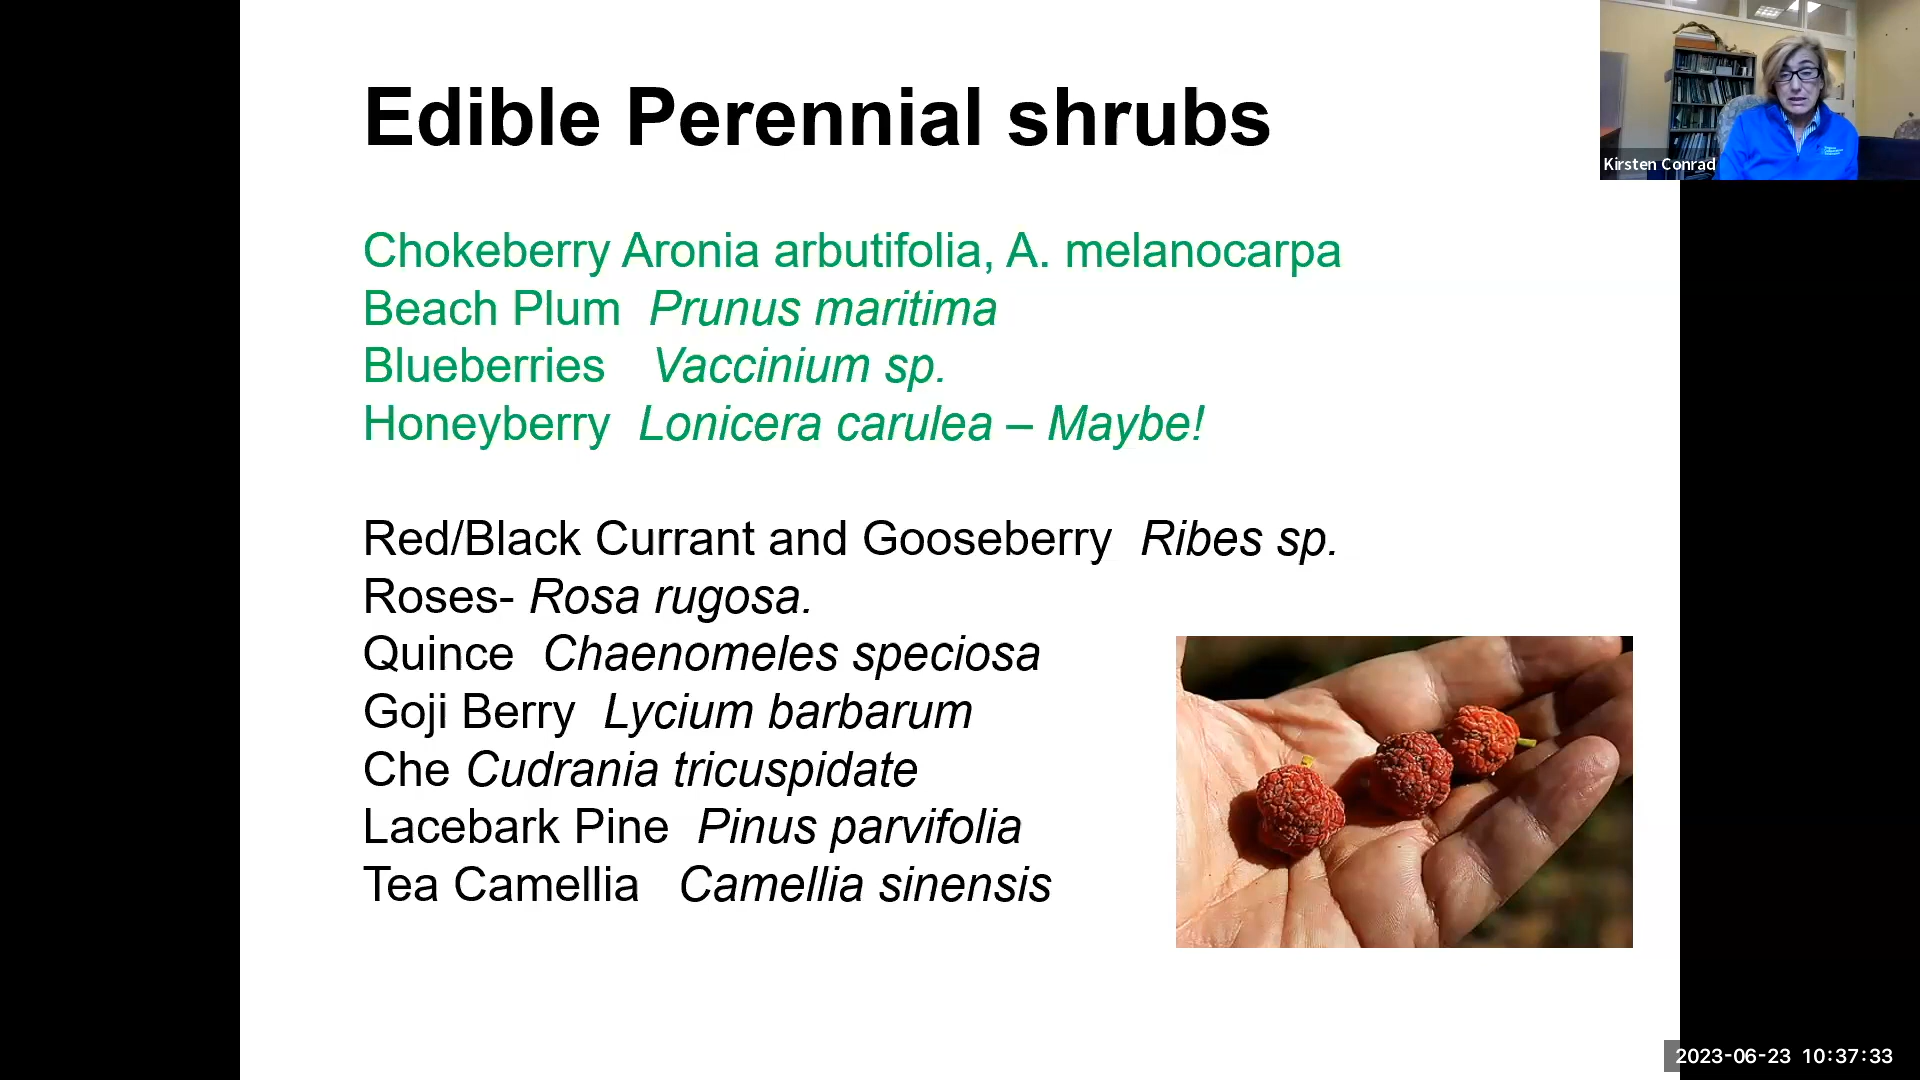 Edible Perennial shrubs
Kirsten Conrad
Chokeberry Aronia arbutifolia, A. melanocarpa
Beach Plum Prunus maritima
Blueberries Vaccinium sp.
Honeyberry Lonicera carulea – Maybe!
Red/Black Currant and Gooseberry Ribes sp.
Roses- Rosa rugosa.
Quince Chaenomeles speciosa
Goji Berry Lycium barbarum
Che Cudrania tricuspidate
Lacebark Pine Pinus parvifolia
Tea Camellia Camellia sinensis
2023-06-23 10:37:33